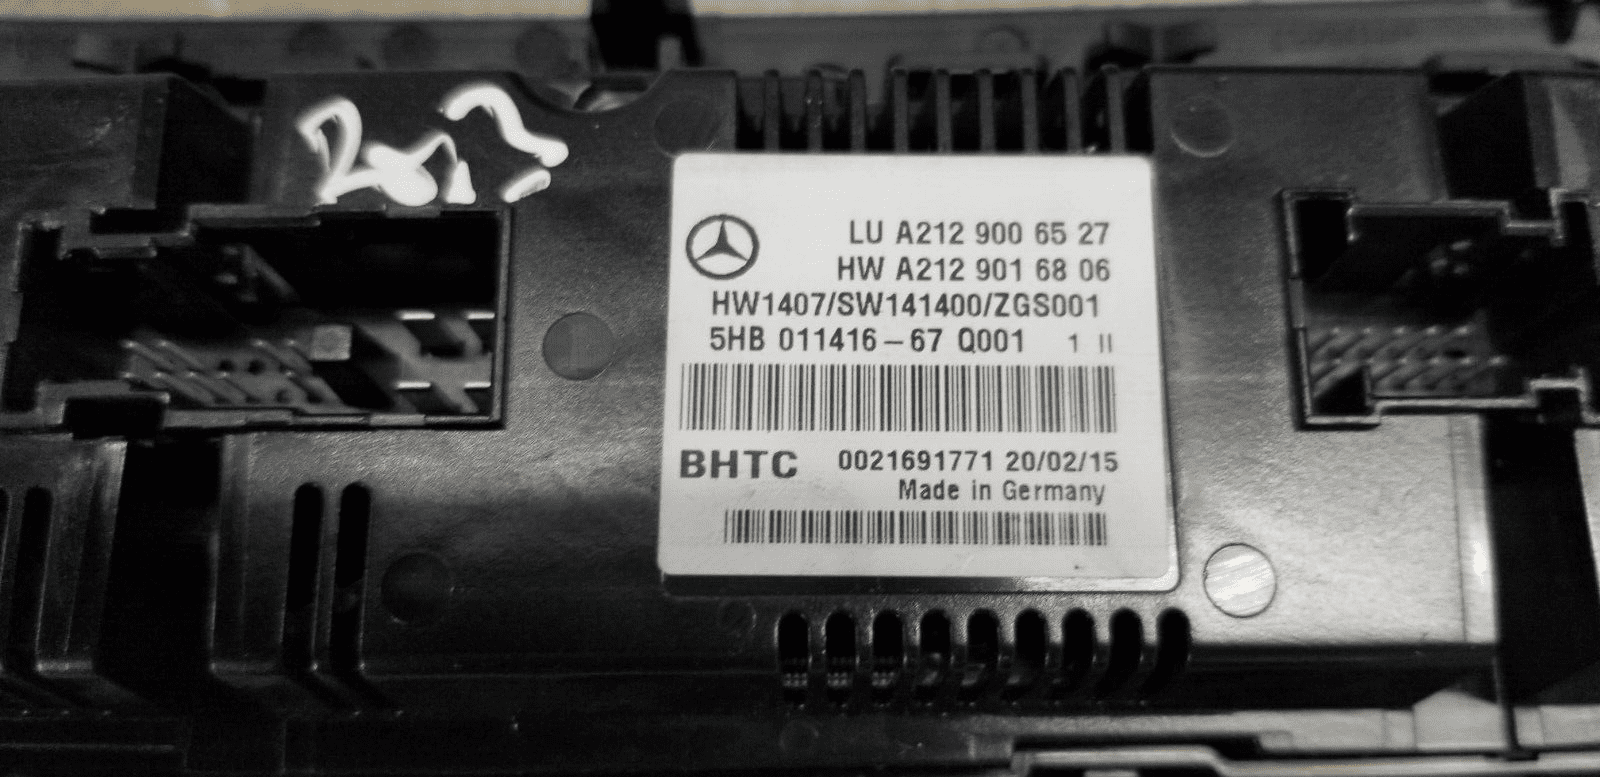 LU A212 900 65 27
HW A212 901 68 06
HW1407/SW141400/ZGS001
5HB 011416-67 Q001 1 II
BHTC 0021691771 20/02/15
Made in Germany